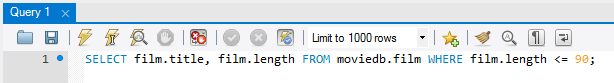 Query 1
Limit to 1000 rows
1
SELECT film.title, film.length FROM moviedb.film WHERE film.length <= 90;